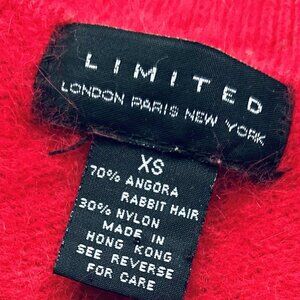 LIMITED
LONDON PARIS NEW YORK
XS
70% ANGORA
RABBIT HAIR
30% NYLON
MADE IN
HONG KONG
SEE REVERSE
FOR CARE